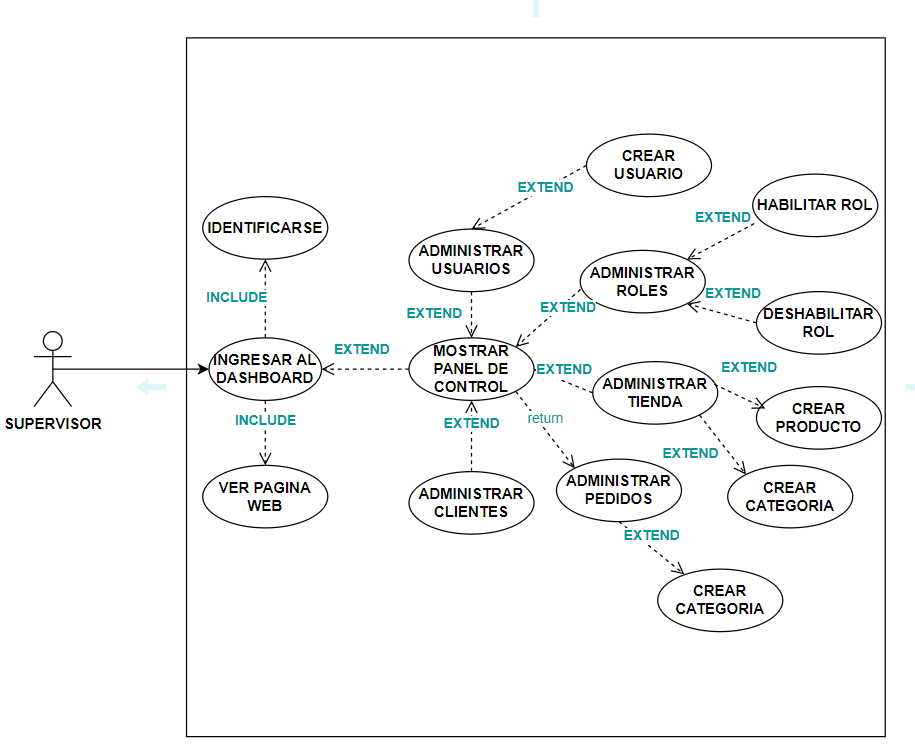 CREAR
USUARIO
EXTEND
HABILITAR ROL
EXTEND
IDENTIFICARSE
ADMINISTRAR
USUARIOS
ADMINISTRAR
ROLES
EXTEND
INCLUDE
EXTEND
EXTEND
DESHABILITAR
ROL
SUPERVISOR
INGRESAR AL
DASHBOARD
EXTEND
MOSTRAR
PANEL DE
CONTROL
EXTEND
ADMINISTRAR
TIENDA
EXTEND
CREAR
PRODUCTO
INCLUDE
EXTEND
return
EXTEND
VER PAGINA
WEB
ADMINISTRAR
CLIENTES
ADMINISTRAR
PEDIDOS
CREAR
CATEGORIA
EXTEND
CREAR
CATEGORIA